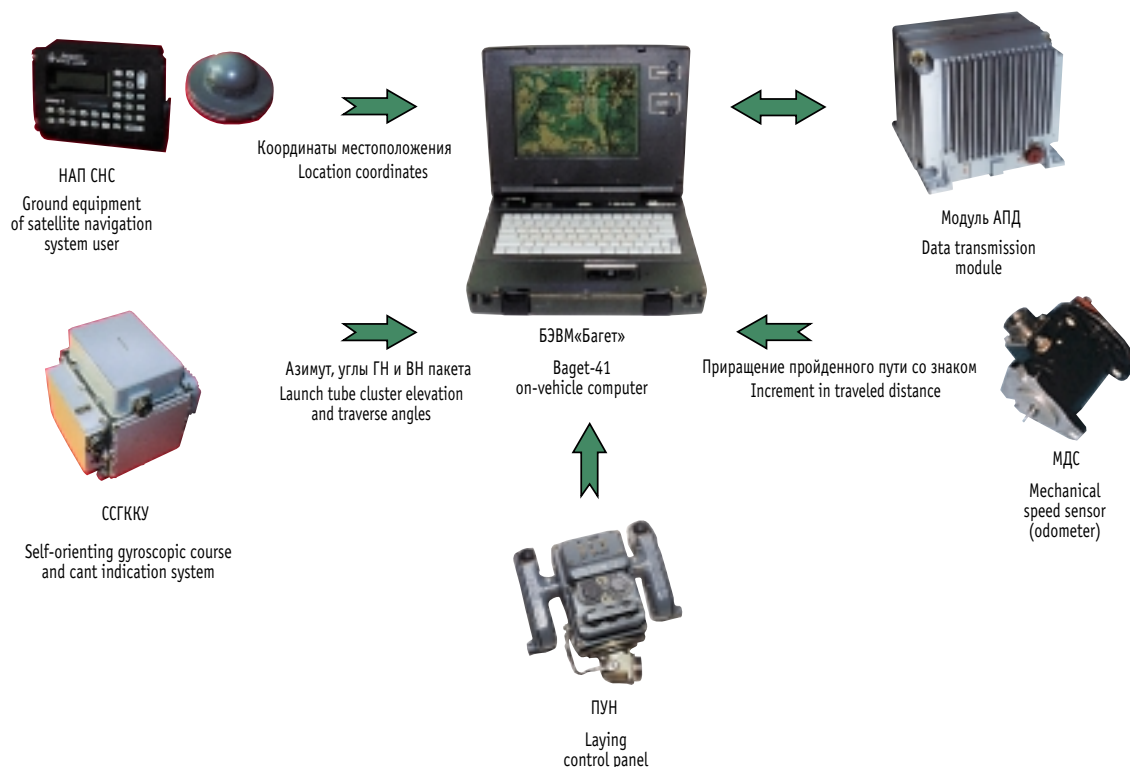 НАП СНС
Ground equipment
of satellite navigation
system user
Координаты местоположения
Location coordinates
Модуль АПД
Data transmission
module
БЭВМ«Багет»
Baget-41
on-vehicle computer
Азимут, углы ГН и ВН пакета
Launch tube cluster elevation
and traverse angles
Приращение пройденного пути со знаком
Increment in traveled distance
ССГККУ
Self-orienting gyroscopic course
and cant indication system
МДС
Mechanical
speed sensor
(odometer)
ПУН
Laying
control panel